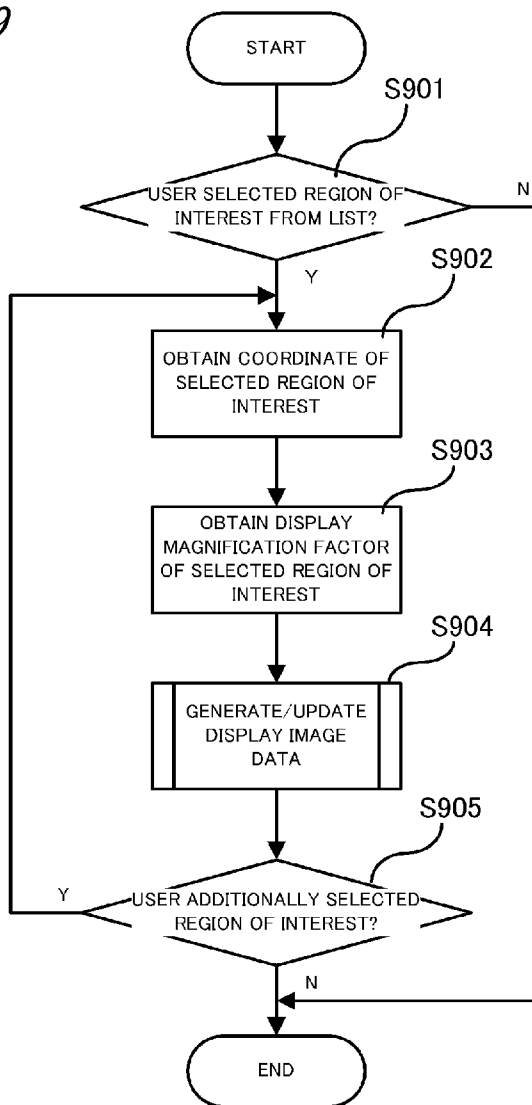 9
START
S901
USER SELECTED REGION OF
INTEREST FROM LIST?
N
Y
S902
OBTAIN COORDINATE OF
SELECTED REGION OF
INTEREST
S903
OBTAIN DISPLAY
MAGNIFICATION FACTOR
OF SELECTED REGION OF
INTEREST
S904
GENERATE/UPDATE
DISPLAY IMAGE
DATA
S905
Y
USER ADDITIONALLY SELECTED
REGION OF INTEREST?
N
END